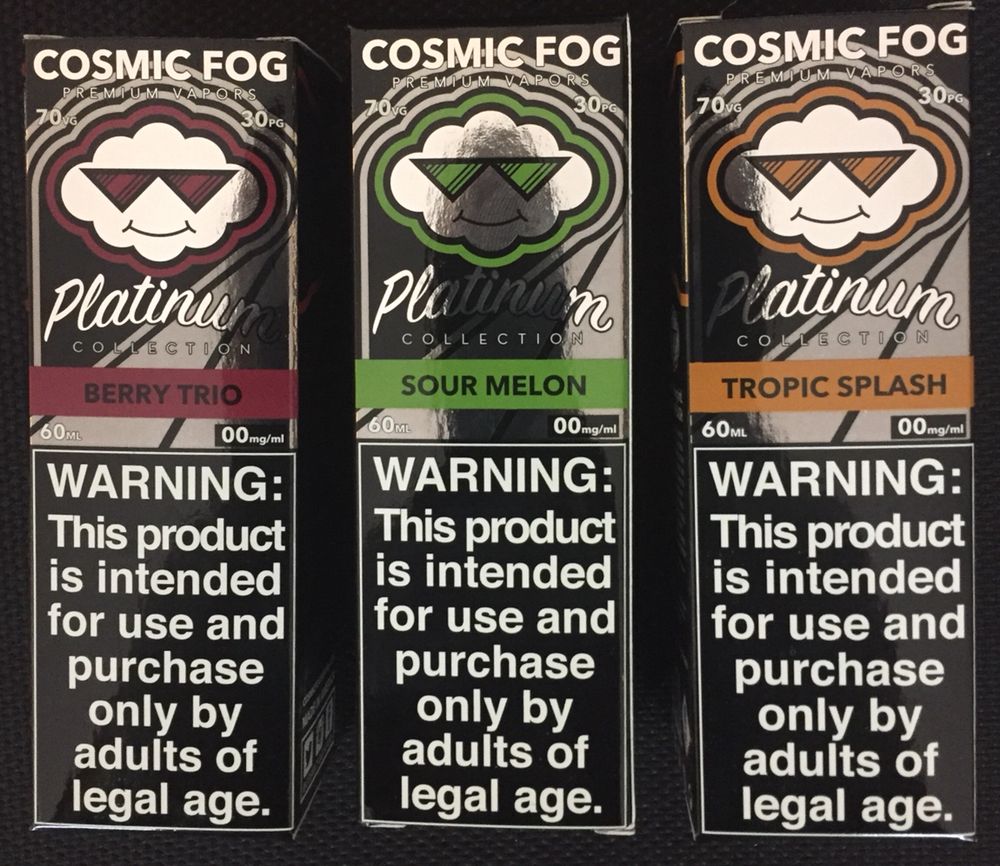 COSMIC FOG
PREMIUM VAPORS
70VG
30PG
Platinum
COLLECTION
BERRY TRIO
60ML
00mg/ml
WARNING:
This product
is intended
for use and
purchase
only by
adults of
legal age.
COSMIC FOG
PREMIUM VAPORS
70VG
30PG
Platinum
COLLECTION
SOUR MELON
60ML
00mg/ml
WARNING:
This product
is intended
for use and
purchase
only by
adults of
legal age.
COSMIC FOG
PREMIUM VAPORS
70VG
30PG
Platinum
COLLECTION
TROPIC SPLASH
60ML
00mg/ml
WARNING:
This product
is intended
for use and
purchase
only by
adults of
legal age.